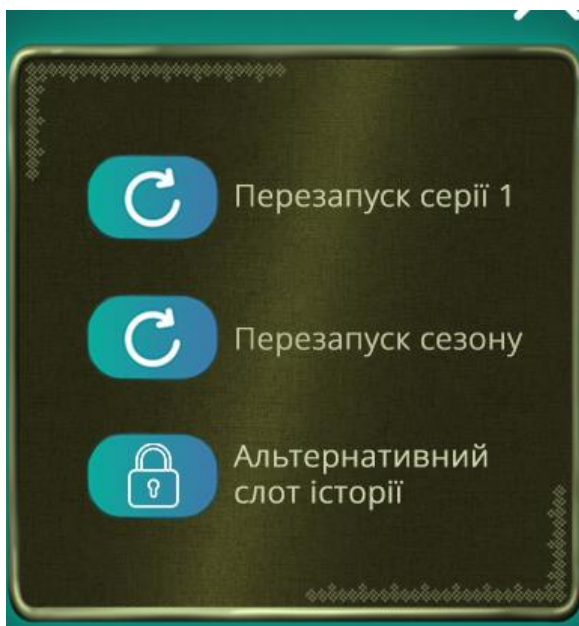 Перезапуск серії 1
Перезапуск сезону
Альтернативний
слот історії